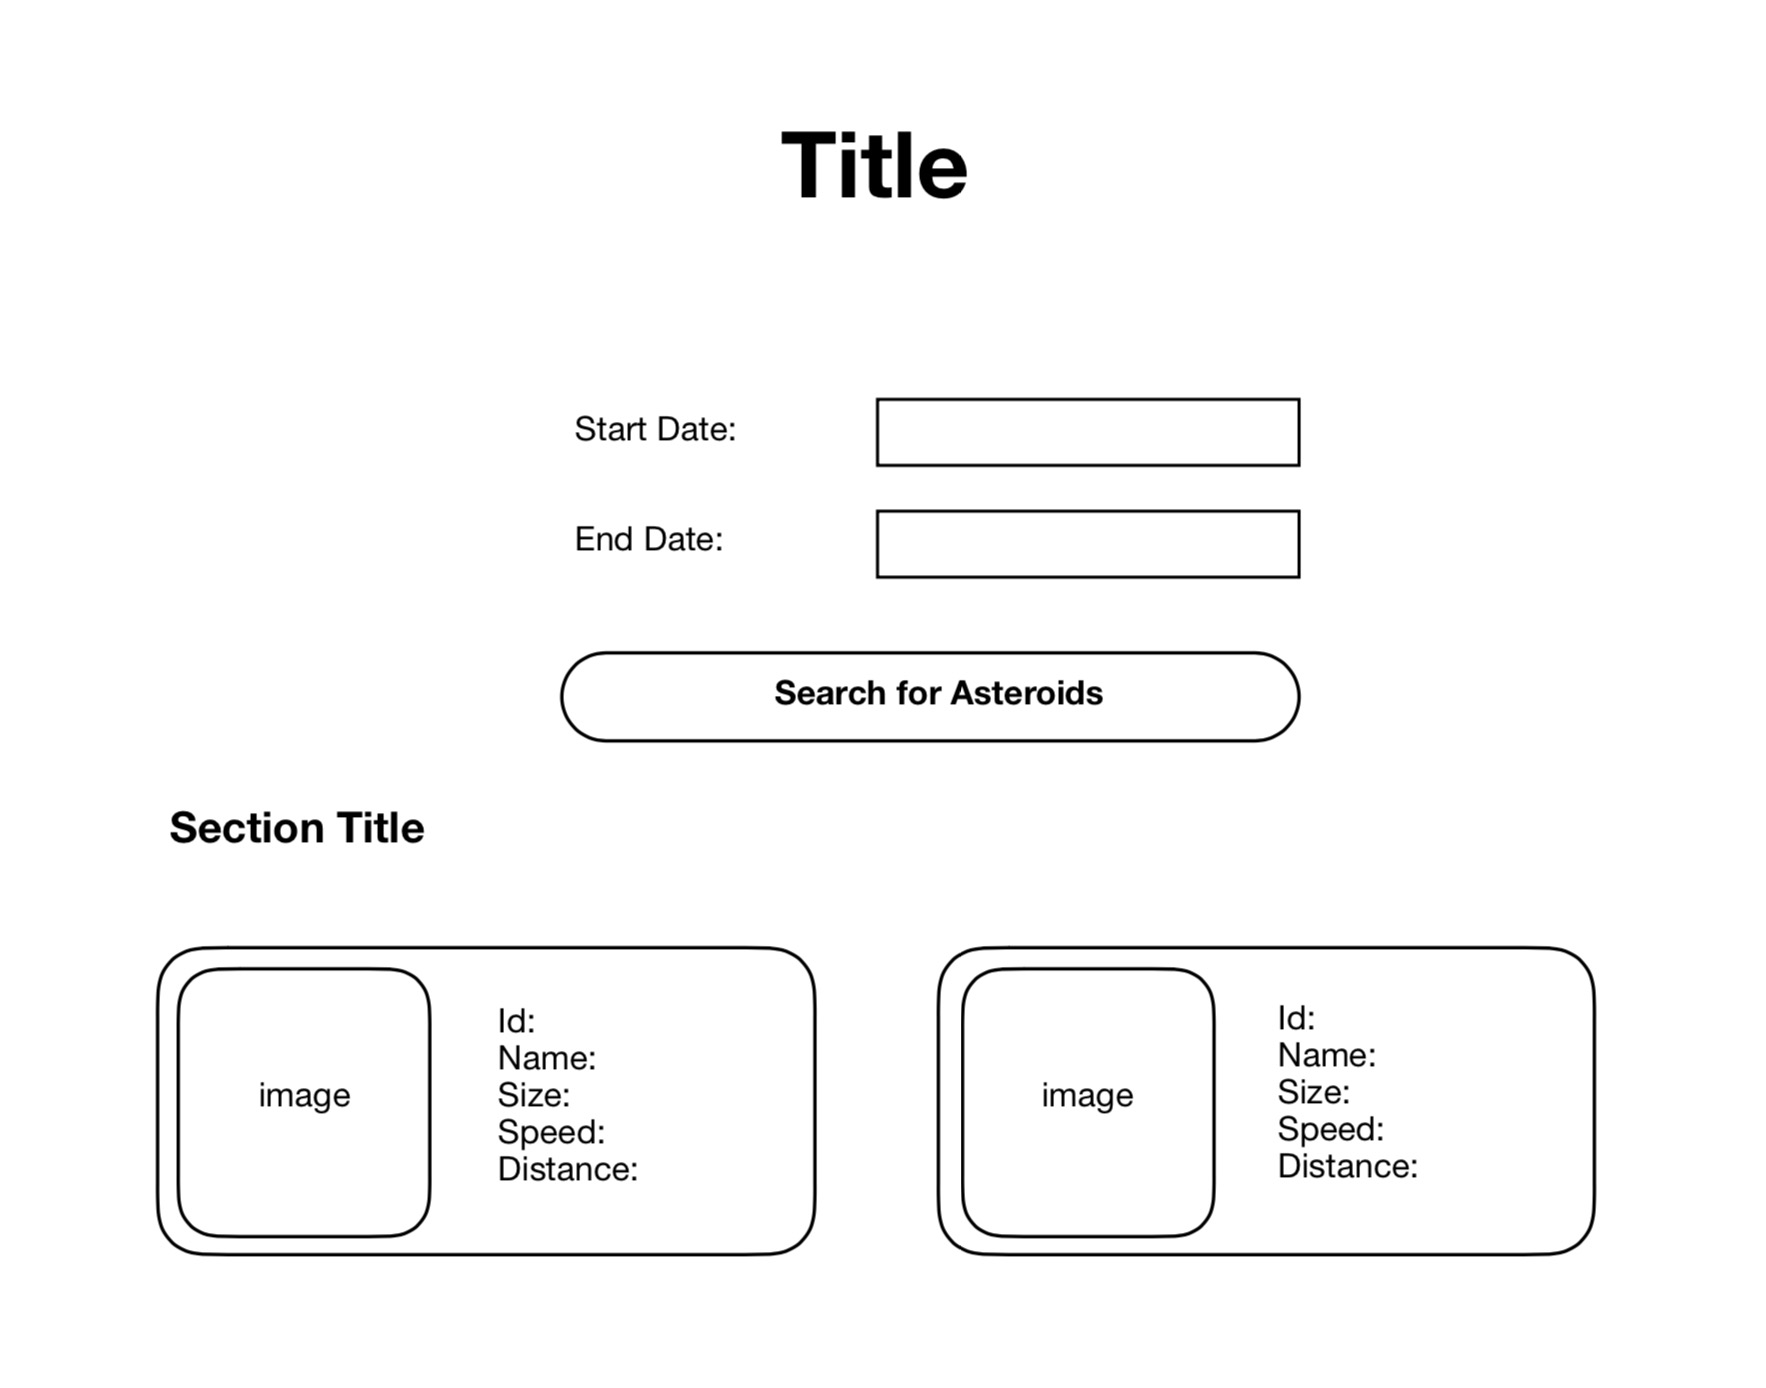 Title
Start Date:
End Date:
Search for Asteroids
Section Title
image
Id:
Name:
Size:
Speed:
Distance:
image
Id:
Name:
Size:
Speed:
Distance: